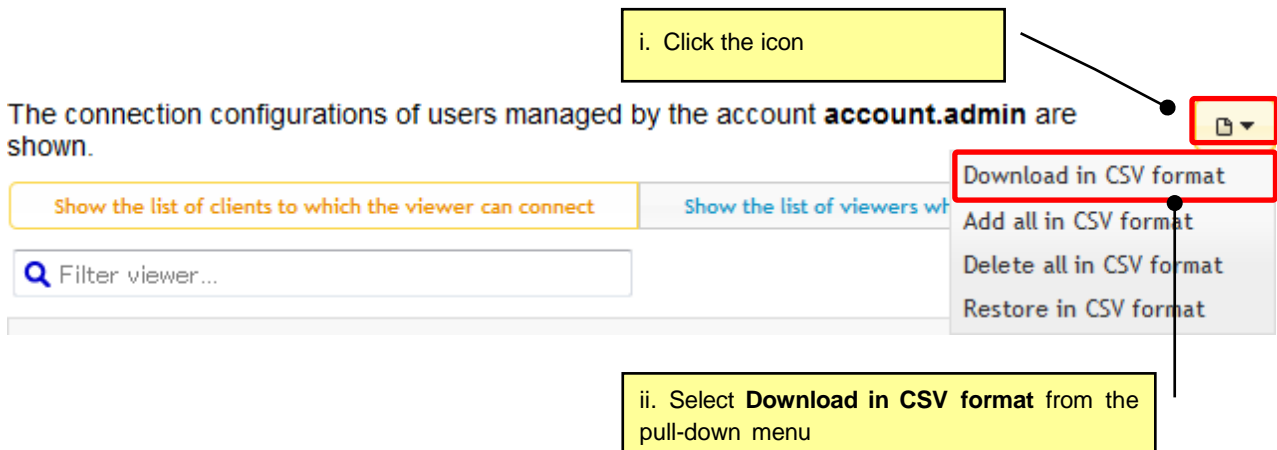 i. Click the icon
The connection configurations of users managed by the account account.admin are
shown.
Download in CSV format
Show the list of clients to which the viewer can connect
Show the list of viewers
Add all in CSV format
Filter viewer...
Delete all in CSV format
Restore in CSV format
ii. Select Download in CSV format from the
pull-down menu